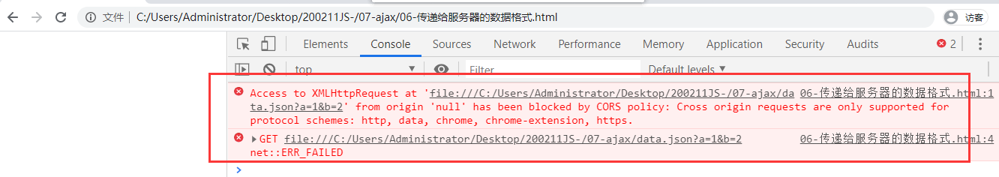 文件 C:/Users/Administrator/Desktop/200211JS-/07-ajax/06-传递给服务器的数据格式.html 访客
Elements Console Sources Network Performance Memory Application Security Audits 2
top Filter Default levels
Access to XMLHttpRequest at 'file:///C:/Users/Administrator/Desktop/200211JS-/07-ajax/da 06-传递给服务器的数据格式.html:1
ta.json?a=1&b=2' from origin 'null' has been blocked by CORS policy: Cross origin requests are only supported for
protocol schemes: http, data, chrome, chrome-extension, https.
GET file:///C:/Users/Administrator/Desktop/200211JS-/07-ajax/data.json?a=1&b=2 06-传递给服务器的数据格式.html:4
net::ERR_FAILED